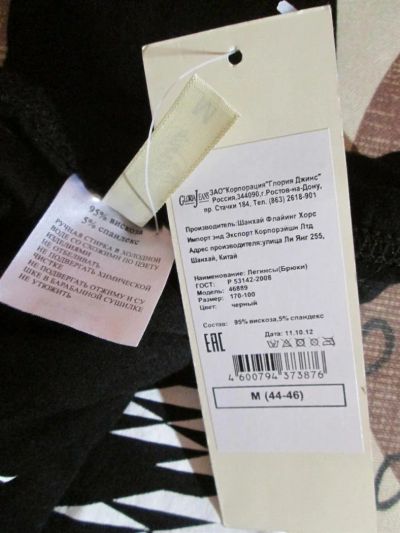 GLORIA JEANS
ЗАО"Корпорация"Глория Джинс"
Россия,344090,г.Ростов-на-Дону,
пр. Стачки 184, Тел. (863) 2618-901
Производитель:Шанхай Флайинг Хорс
Импорт энд Экспорт Корпорэйшн Лтд
Адрес производителя:улица Ли Янг 255,
Шанхай, Китай
Наименование: Легинсы(Брюки)
ГОСТ: Р 53142-2008
Модель: 46889
Размер: 170-100
Цвет: черный
Состав: 95% вискоза,5% спандекс
EAC
Дата: 11.10.12
4600794373876
M (44-46)
M
95% вискоза
5% спандекс
РУЧНАЯ СТИРКА В ХОЛОДНОЙ
ВОДЕ СО СХОЖИМИ ПО ЦВЕТУ
ИЗДЕЛИЯМИ
НЕ ОТБЕЛИВАТЬ
НЕ ПОДВЕРГАТЬ ХИМИЧЕСКОЙ
ЧИСТКЕ
НЕ ПОДВЕРГАТЬ ОТЖИМУ И СУ
ШКЕ В БАРАБАННОЙ СУШИЛКЕ
НЕ УТЮЖИТЬ